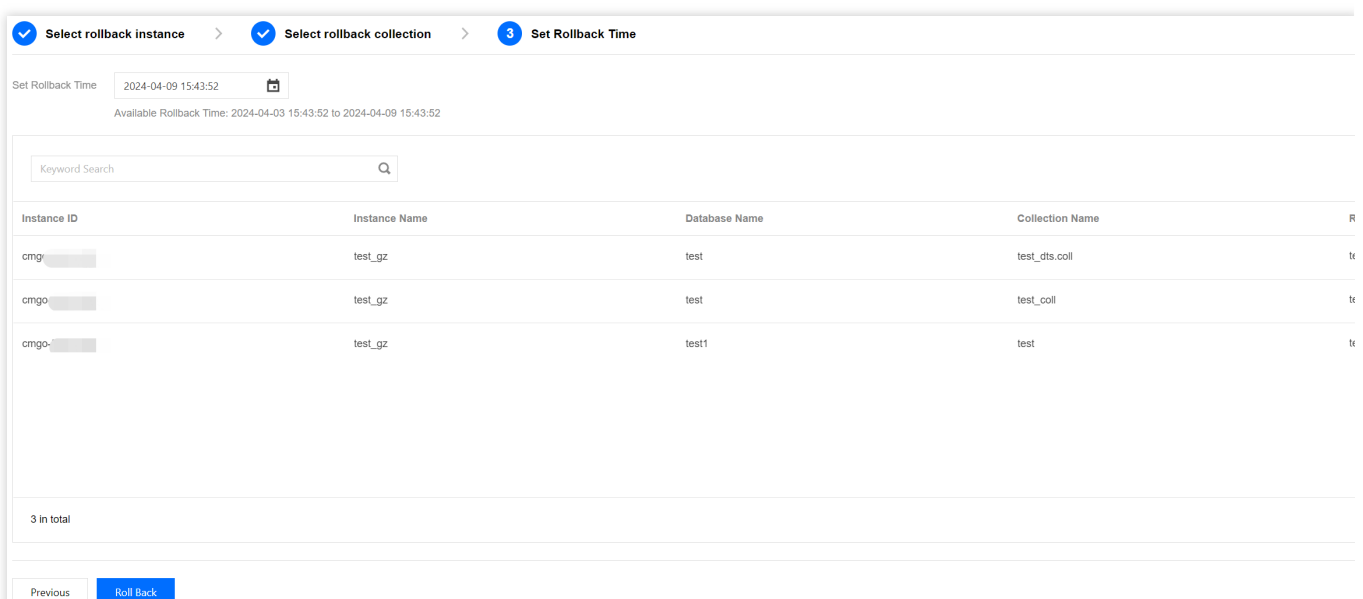 Select rollback instance > Select rollback collection > 3 Set Rollback Time
Set Rollback Time 2024-04-09 15:43:52
Available Rollback Time: 2024-04-03 15:43:52 to 2024-04-09 15:43:52
Keyword Search
Instance ID Instance Name Database Name Collection Name R
test_gz test test_dts.coll te
cmgo test_gz test test_coll te
cmgo- test_gz test1 test te
3 in total
Previous Roll Back